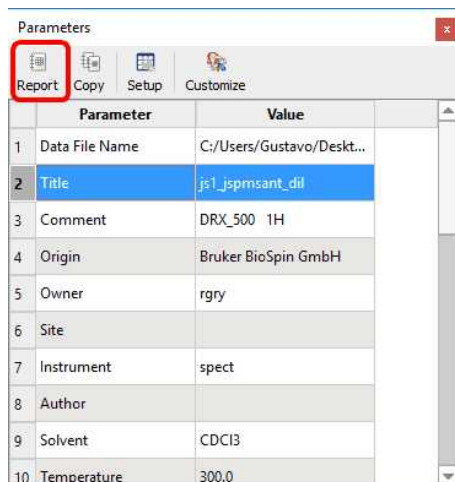 Parameters
x
Report Copy Setup Customize
Parameter Value
1 Data File Name C:/Users/Gustavo/Deskt...
2 Title js1_jspmsant_dil
3 Comment DRX_500 1H
4 Origin Bruker BioSpin GmbH
5 Owner rgry
6 Site
7 Instrument spect
8 Author
9 Solvent CDCl3
10 Temperature 300.0